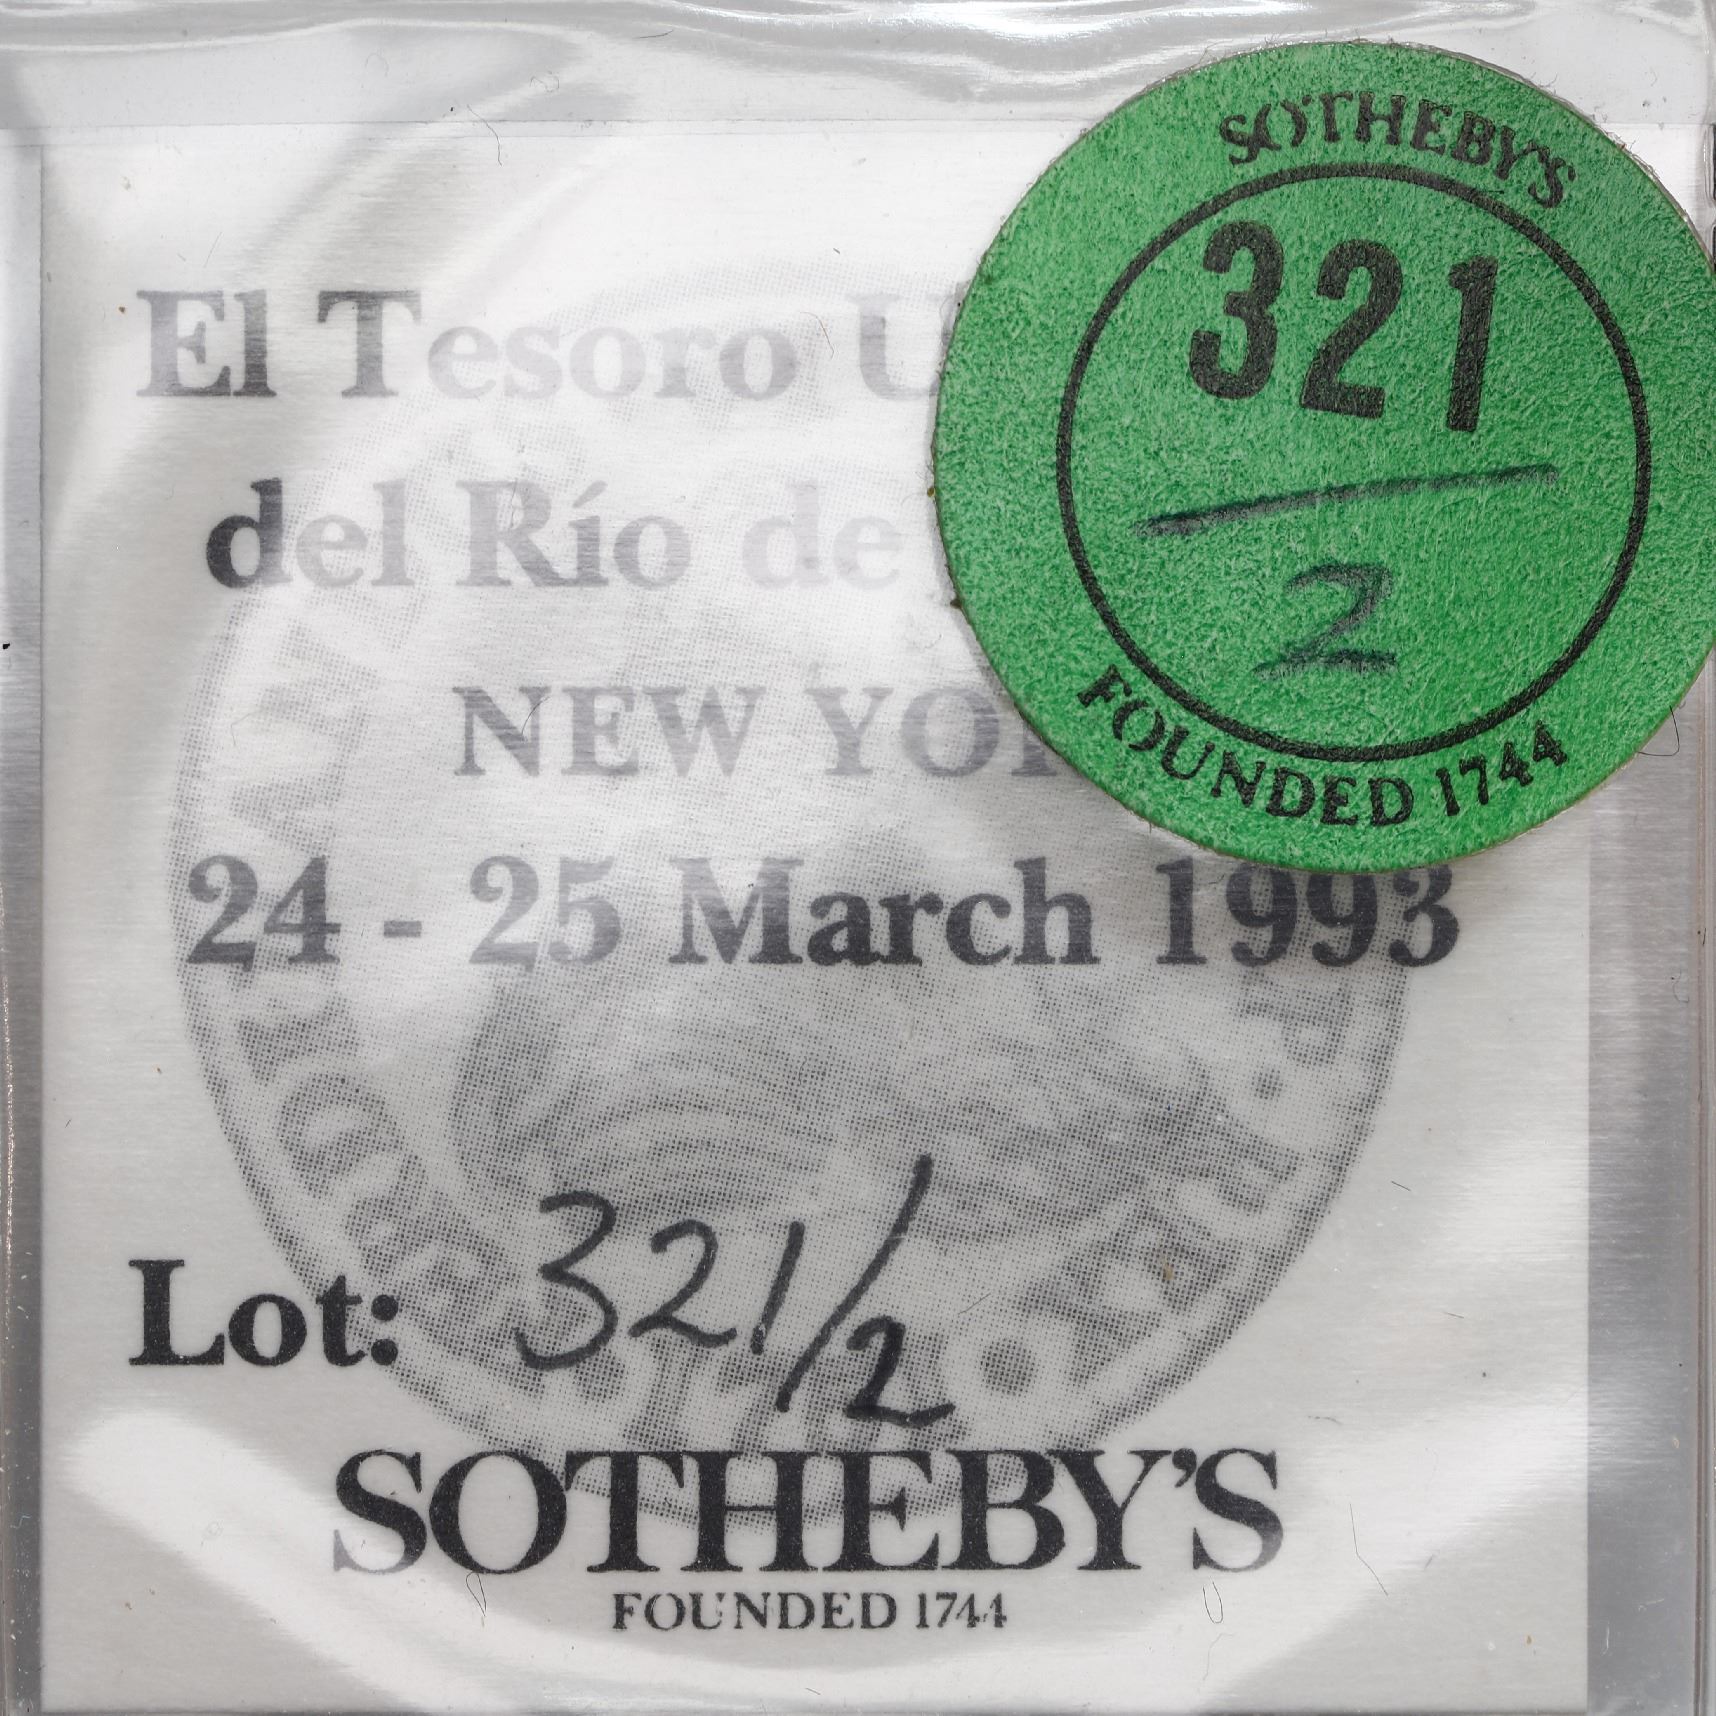 SOTHEBY'S
321
2
FOUNDED 1744
El Tesoro
del Río de
NEW
24 - 25 March 1993
Lot: 321/2
SOTHEBY'S
FOUNDED 1744